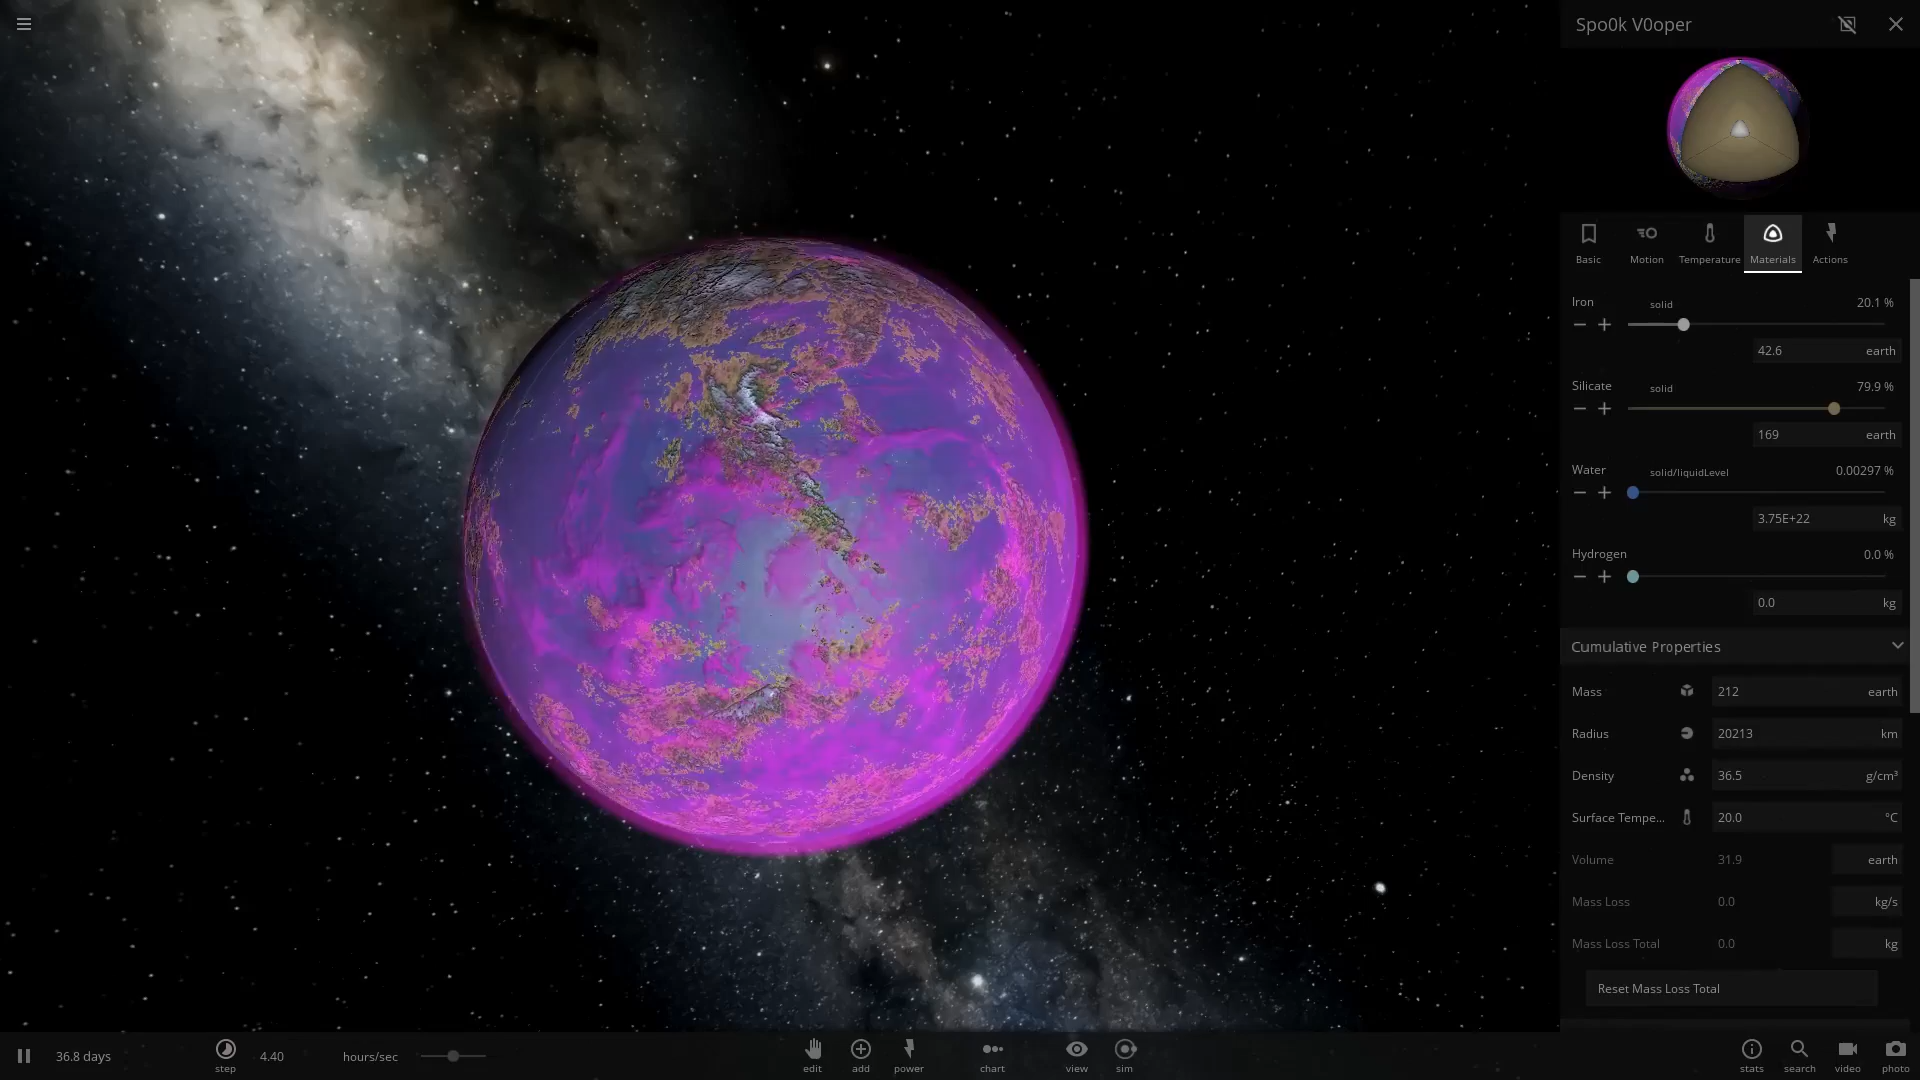 Spo0k V0oper
Basic Motion Temperature Materials Actions
Iron solid 20.1 %
42.6 earth
Silicate solid 79.9 %
169 earth
Water solid/liquidLevel 0.00297 %
3.75E+22 kg
Hydrogen 0.0 %
0.0 kg
Cumulative Properties
Mass 212 earth
Radius 20213 km
Density 36.5 g/cm³
Surface Tempe... 20.0 °C
Volume 31.9 earth
Mass Loss 0.0 kg/s
Mass Loss Total 0.0 kg
Reset Mass Loss Total
36.8 days step 4.40 hours/sec edit add power chart view sim stats search video photo